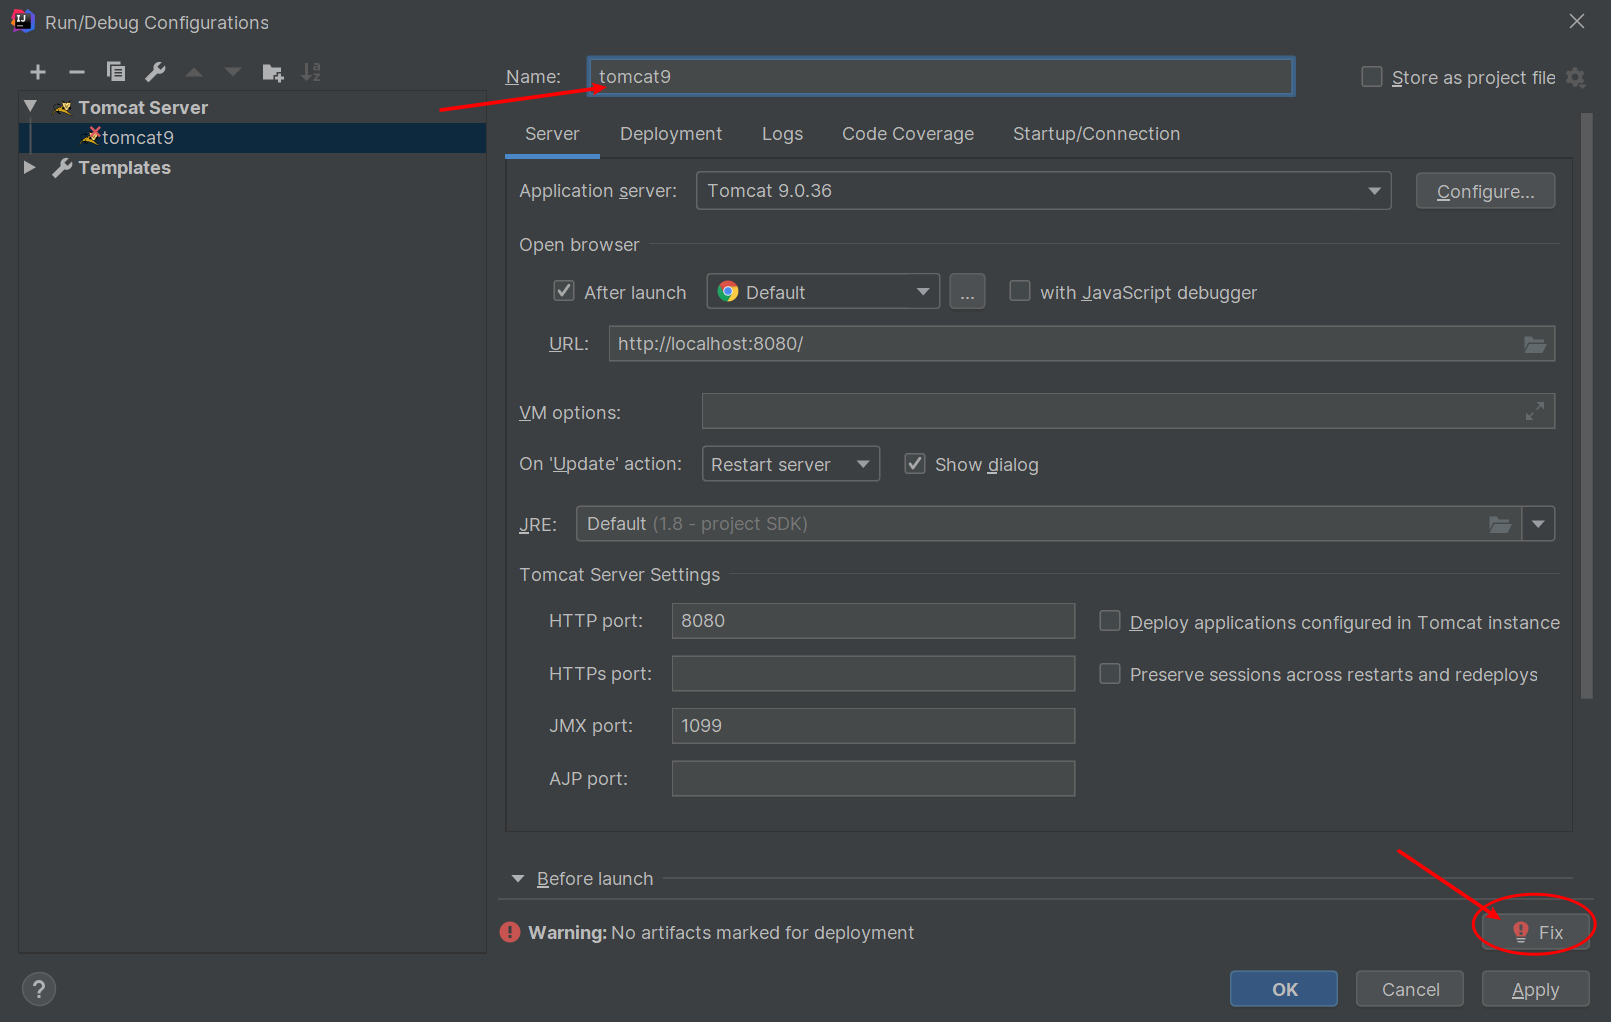 Run/Debug Configurations
Name: tomcat9
Store as project file
Tomcat Server
tomcat9
Templates
Server Deployment Logs Code Coverage Startup/Connection
Application server: Tomcat 9.0.36 Configure...
Open browser
After launch Default ... with JavaScript debugger
URL: http://localhost:8080/
VM options:
On 'Update' action: Restart server Show dialog
JRE: Default (1.8 - project SDK)
Tomcat Server Settings
HTTP port: 8080 Deploy applications configured in Tomcat instance
HTTPs port: Preserve sessions across restarts and redeploys
JMX port: 1099
AJP port:
Before launch
Warning: No artifacts marked for deployment Fix
? OK Cancel Apply